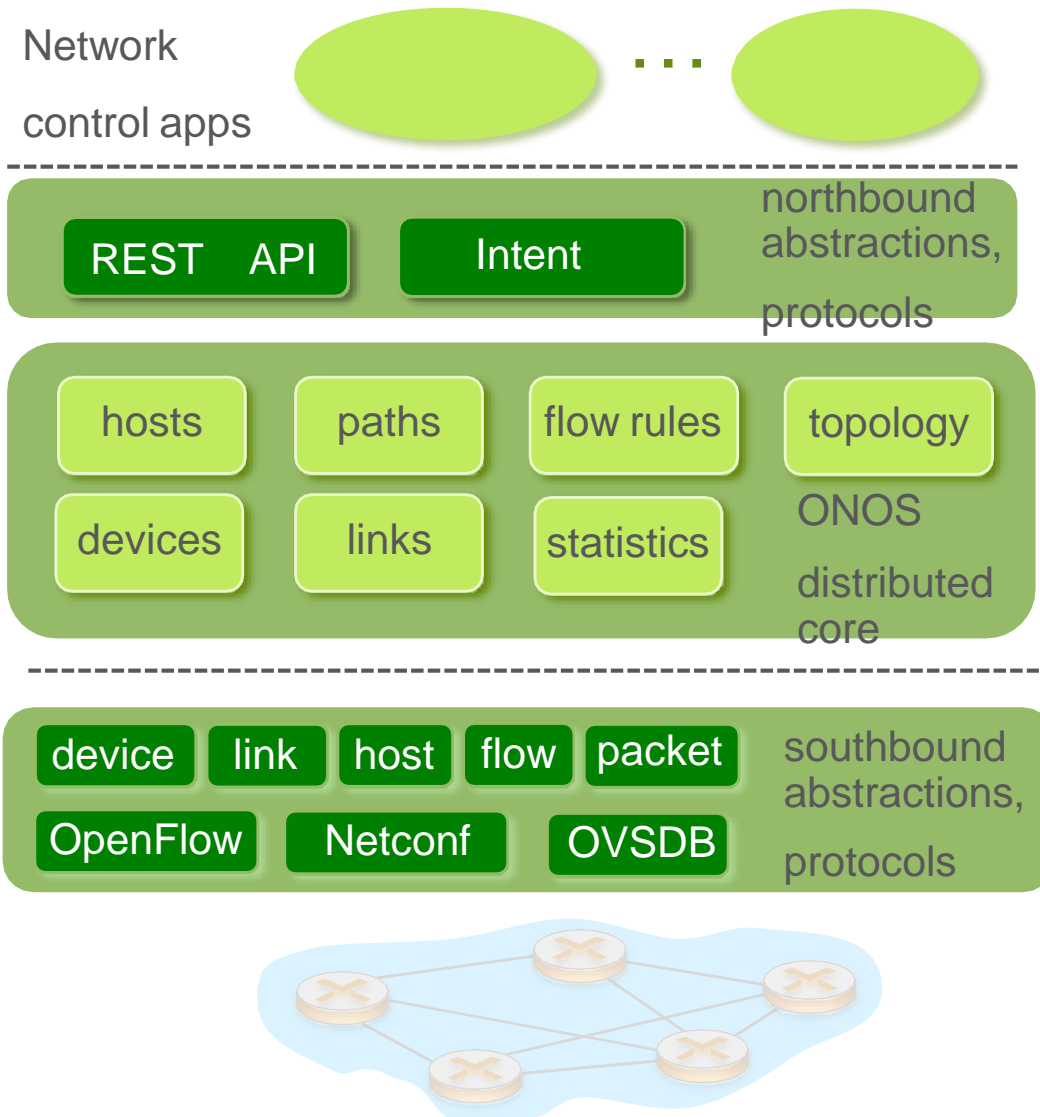 Network
control apps
...
REST API
Intent
northbound
abstractions,
protocols
hosts
paths
flow rules
topology
devices
links
statistics
ONOS
distributed
core
device
link
host
flow
packet
OpenFlow
Netconf
OVSDB
southbound
abstractions,
protocols